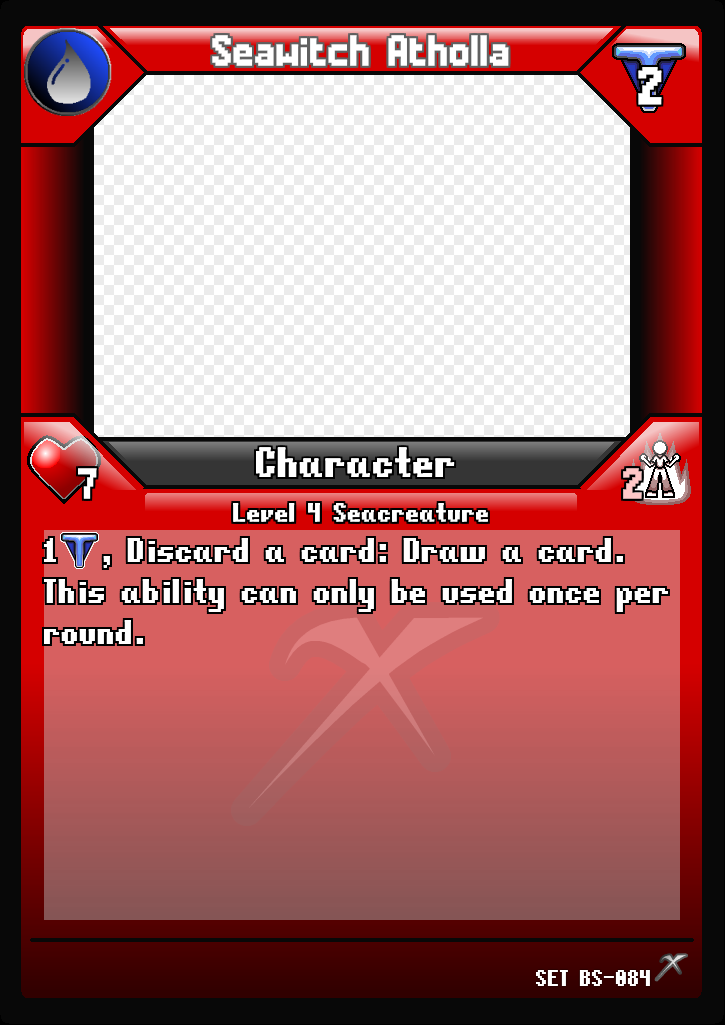 Seawitch Atholla
2
Character
7
2
Level 4 Seacreature
1, Discard a card: Draw a card.
This ability can only be used once per
round.
SET BS-084